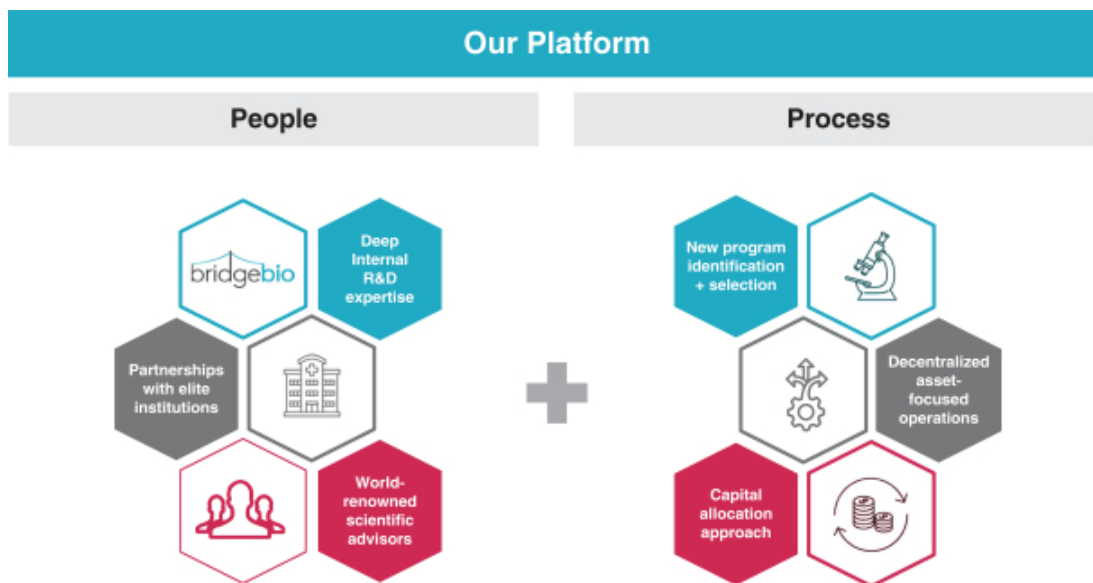 Our Platform
People
Process
bridgebio
Deep
Internal
R&D
expertise
Partnerships
with elite
institutions
World-
renowned
scientific
advisors
New program
identification
+ selection
Decentralized
asset-
focused
operations
Capital
allocation
approach